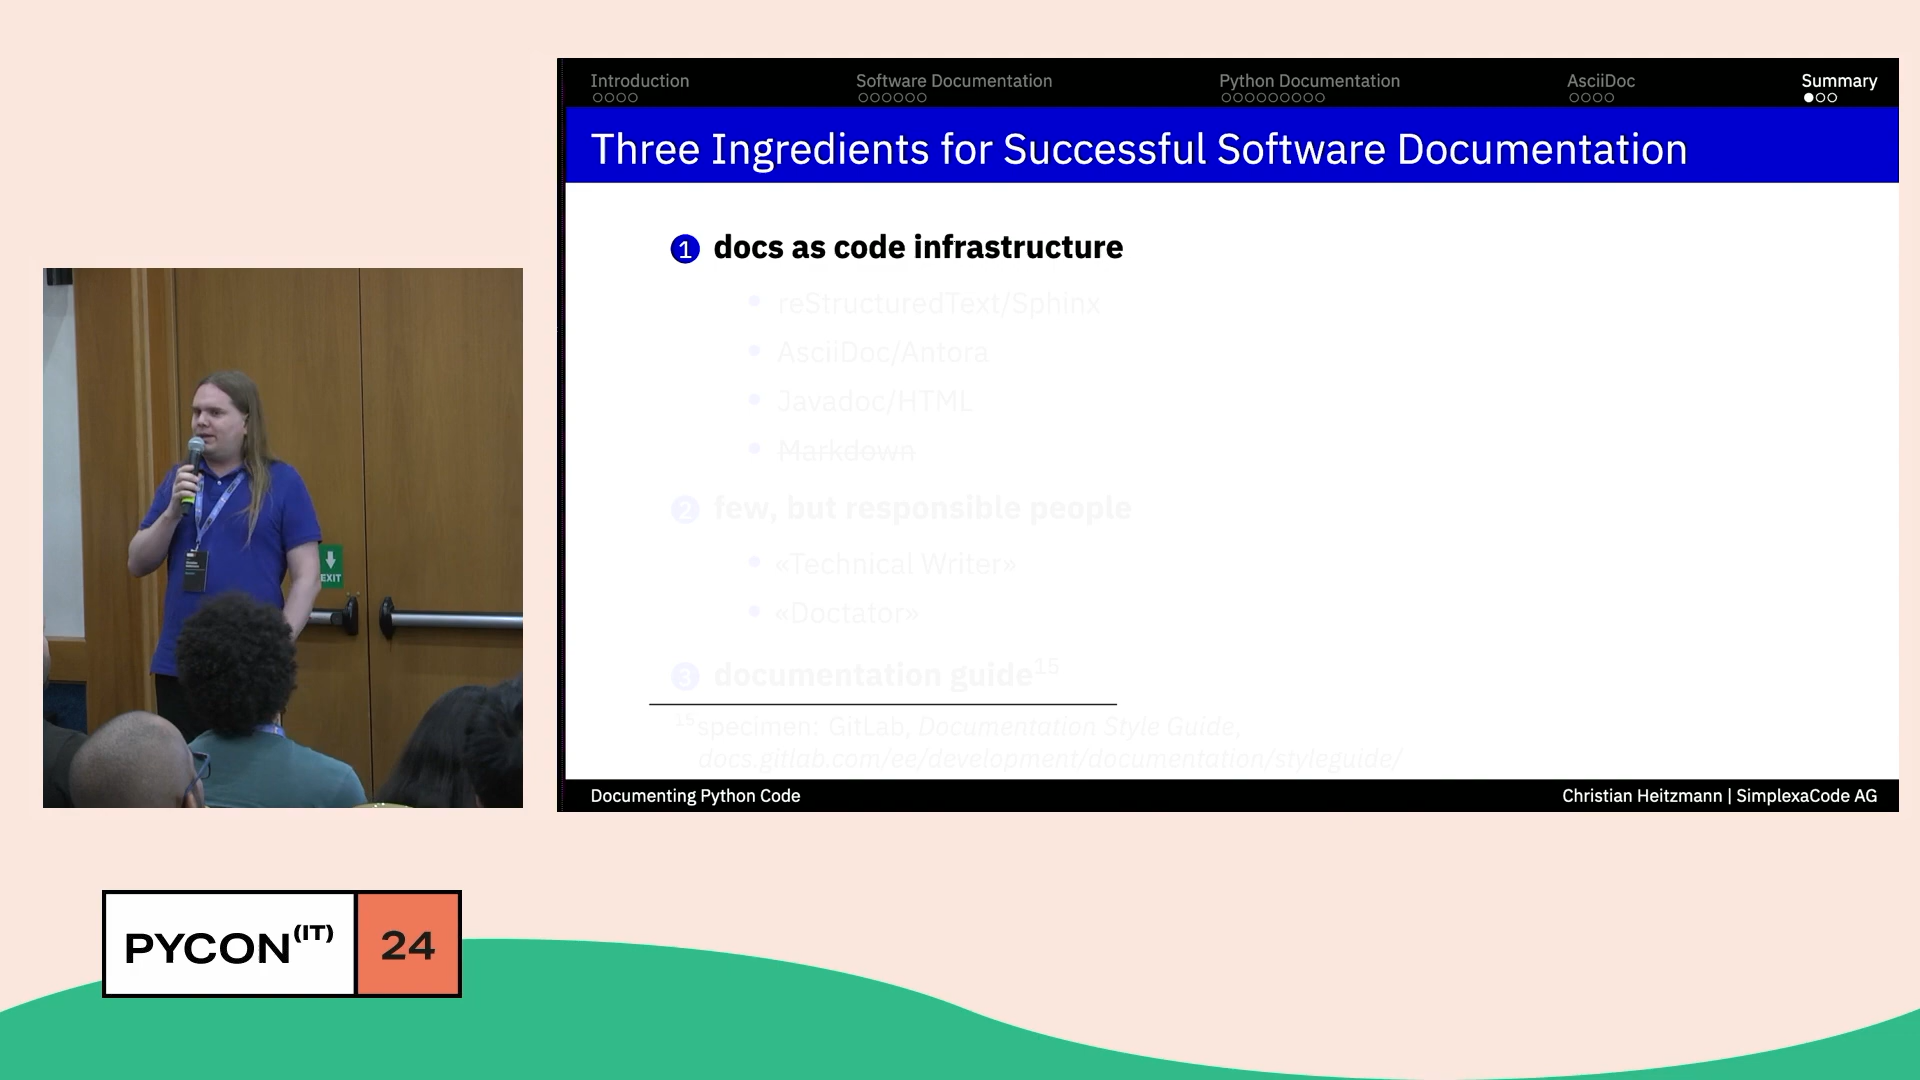 Introduction
Software Documentation
Python Documentation
AsciiDoc
Summary
Three Ingredients for Successful Software Documentation
1 docs as code infrastructure
• reStructuredText/Sphinx
• AsciiDoc/Antora
• Javadoc/HTML
• Markdown
2 few, but responsible people
• «Technical Writer»
• «Doctator»
3 documentation guide15
15specimen: GitLab, Documentation Style Guide,
docs.gitlab.com/ee/development/documentation/styleguide/
Documenting Python Code
Christian Heitzmann | SimplexaCode AG
EXIT
PYCON(IT) 24